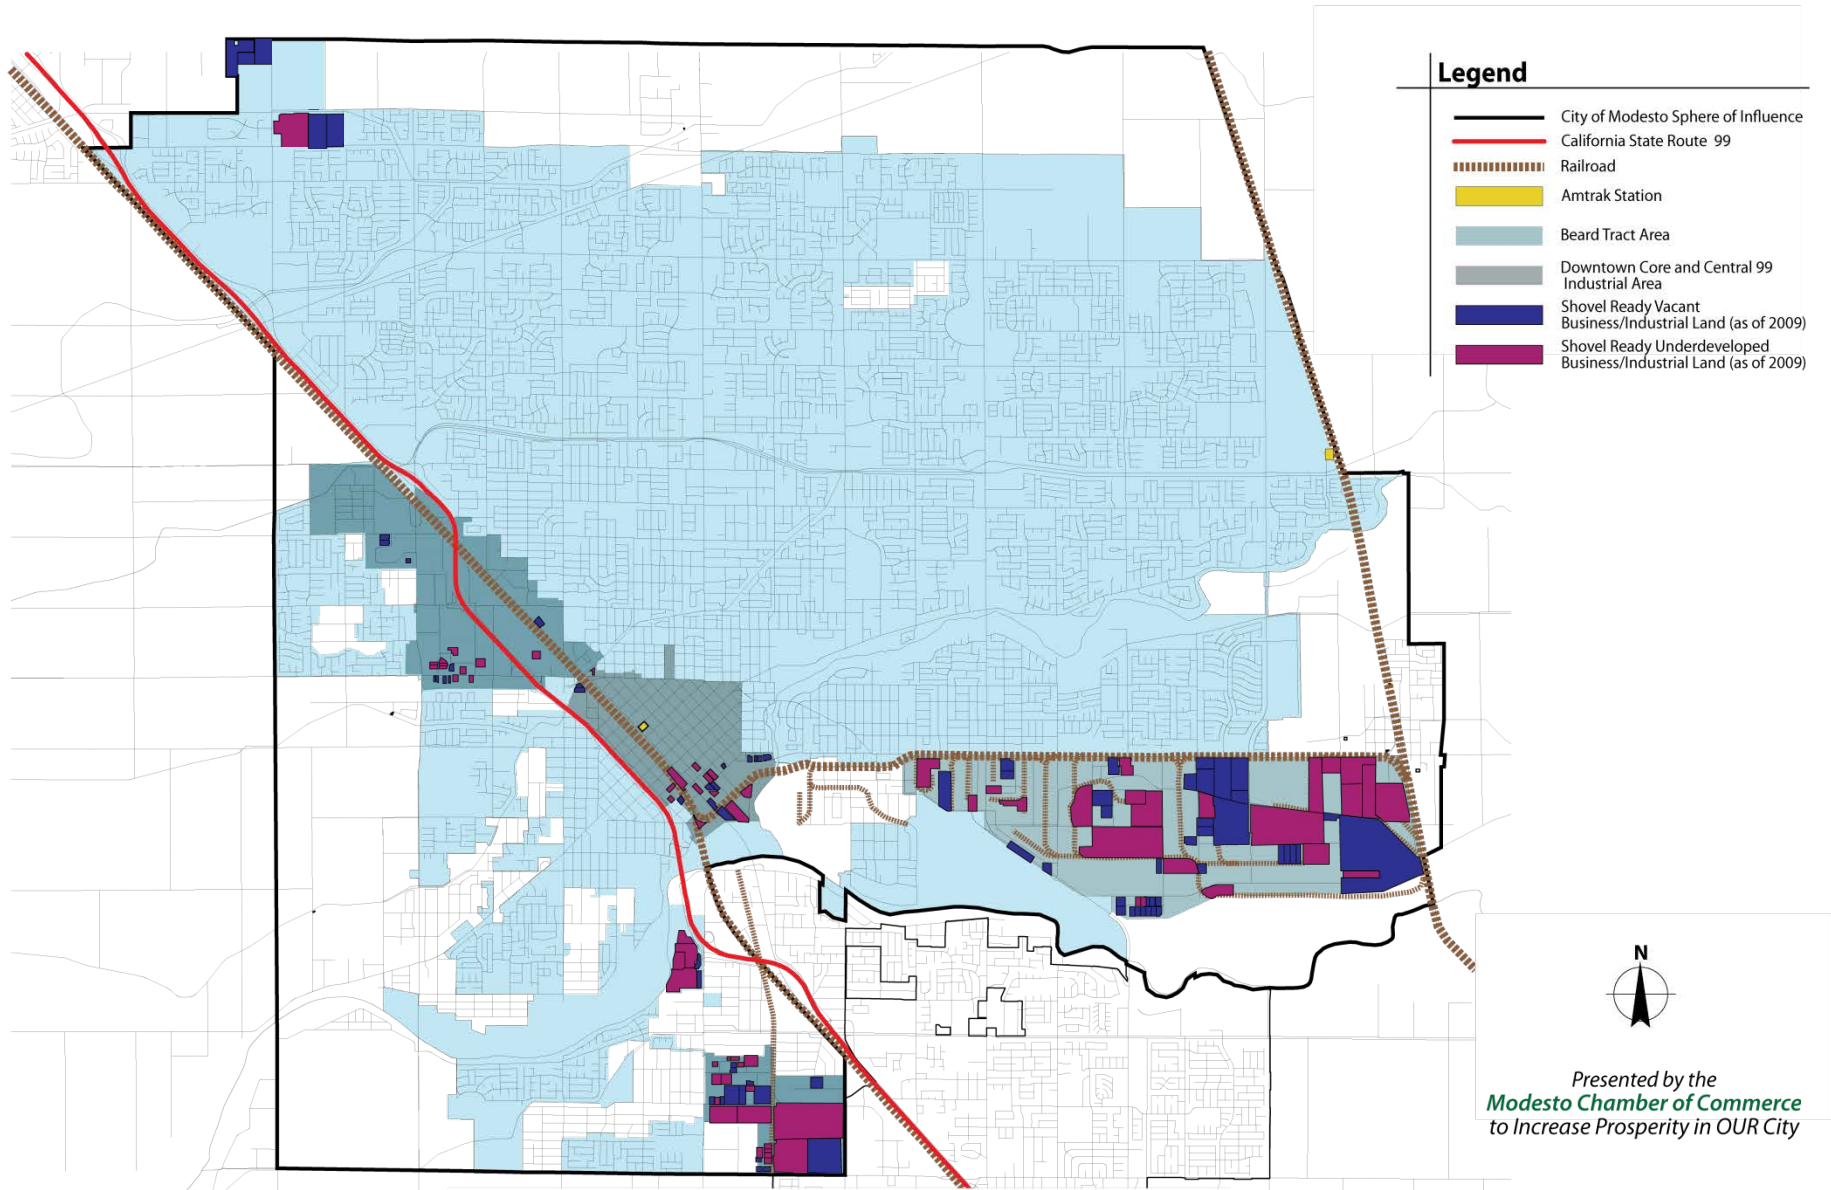 Legend
City of Modesto Sphere of Influence
California State Route 99
Railroad
Amtrak Station
Beard Tract Area
Downtown Core and Central 99
Industrial Area
Shovel Ready Vacant
Business/Industrial Land (as of 2009)
Shovel Ready Underdeveloped
Business/Industrial Land (as of 2009)
N
Presented by the
Modesto Chamber of Commerce
to Increase Prosperity in OUR City